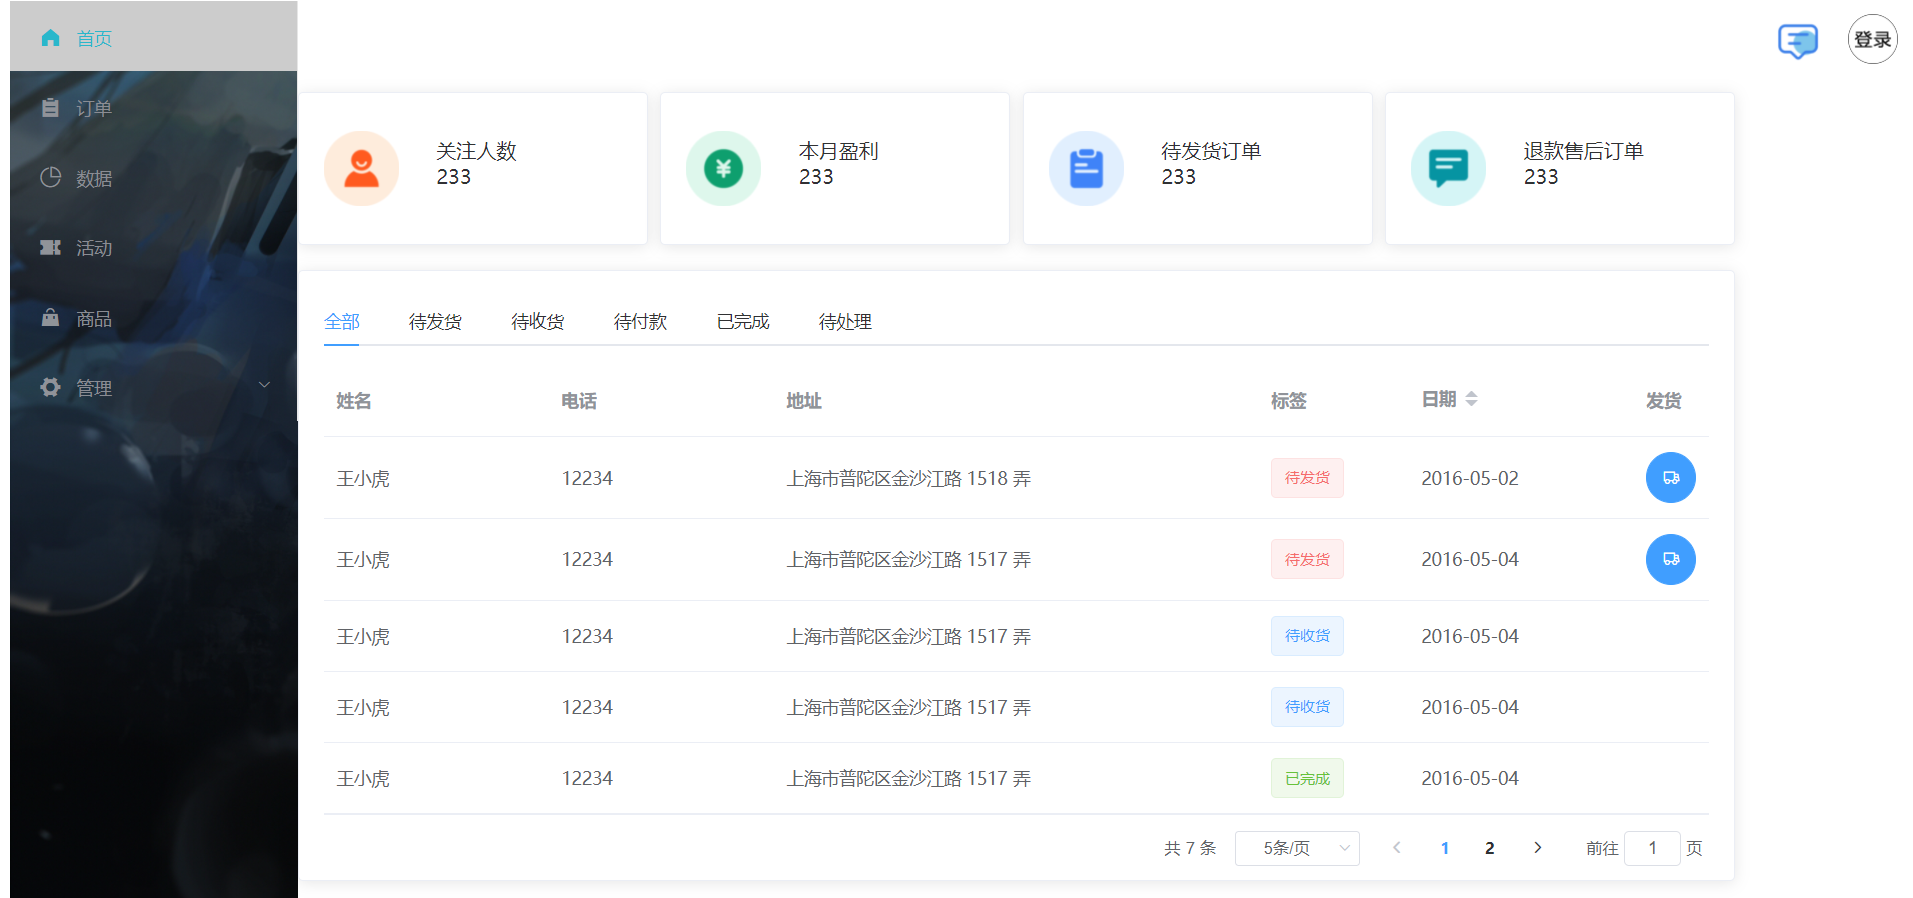 首页
登录
订单
数据
活动
商品
管理
关注人数
233
本月盈利
233
待发货订单
233
退款售后订单
233
全部 待发货 待收货 待付款 已完成 待处理
姓名 电话 地址 标签 日期 发货
王小虎 12234 上海市普陀区金沙江路 1518 弄 待发货 2016-05-02
王小虎 12234 上海市普陀区金沙江路 1517 弄 待发货 2016-05-04
王小虎 12234 上海市普陀区金沙江路 1517 弄 待收货 2016-05-04
王小虎 12234 上海市普陀区金沙江路 1517 弄 待收货 2016-05-04
王小虎 12234 上海市普陀区金沙江路 1517 弄 已完成 2016-05-04
共 7 条 5条/页 1 2 前往 1 页